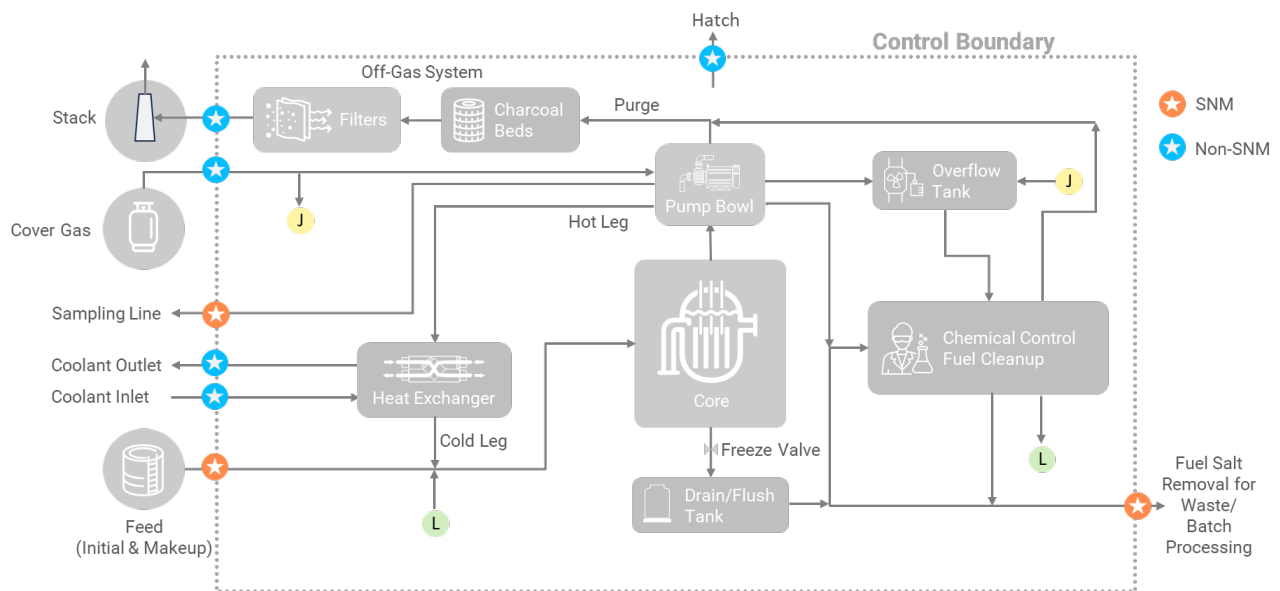 Hatch
Control Boundary
Off-Gas System
Stack
Filters
Charcoal
Beds
Purge
SNM
Non-SNM
Cover Gas
J
Pump Bowl
Overflow
Tank
J
Hot Leg
Sampling Line
Coolant Outlet
Coolant Inlet
Heat Exchanger
Core
Chemical Control
Fuel Cleanup
Cold Leg
Freeze Valve
L
Feed
(Initial & Makeup)
L
Drain/Flush
Tank
Fuel Salt
Removal for
Waste/
Batch
Processing